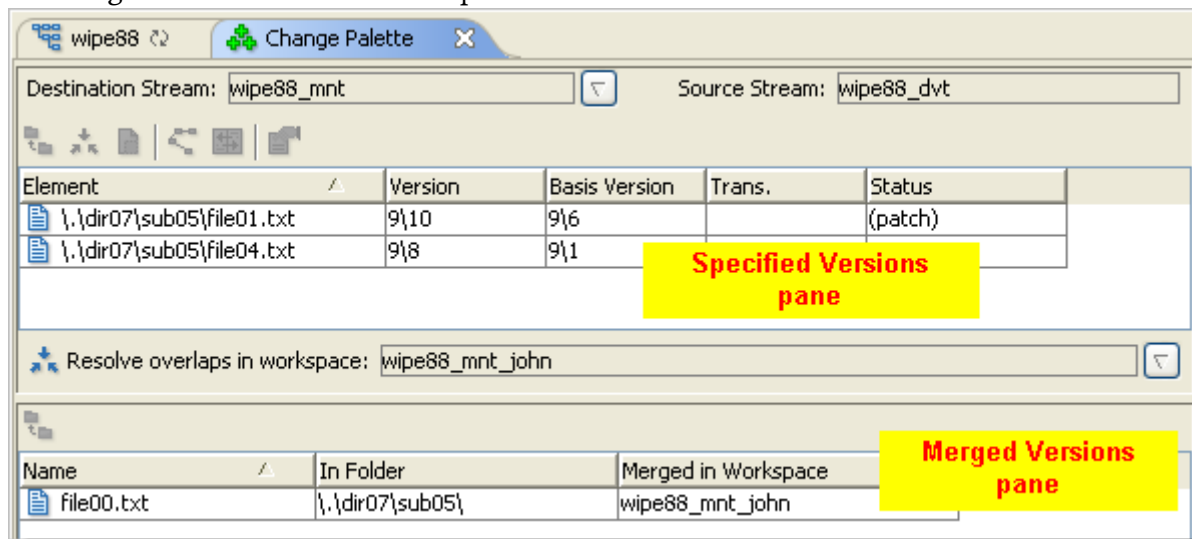 wipe88
Change Palette
Destination Stream: wipe88_mnt
Source Stream: wipe88_dvt
Element Version Basis Version Trans. Status
\.\dir07\sub05\file01.txt 9\10 9\6 (patch)
\.\dir07\sub05\file04.txt 9\8 9\1
Specified Versions
pane
Resolve overlaps in workspace: wipe88_mnt_john
Name In Folder Merged in Workspace
file00.txt \.\dir07\sub05\ wipe88_mnt_john
Merged Versions
pane